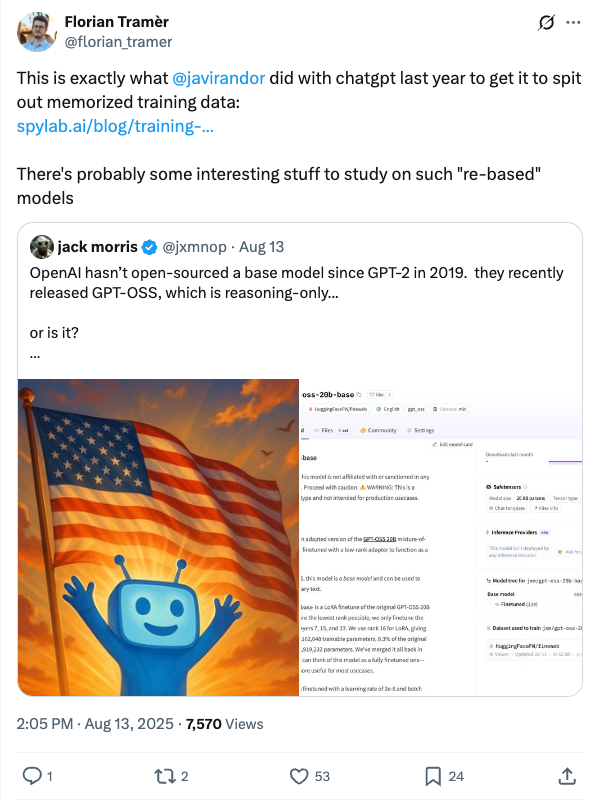 Florian Tramèr
@florian_tramer
This is exactly what @javirandor did with chatgpt last year to get it to spit
out memorized training data:
spylab.ai/blog/training-...
There's probably some interesting stuff to study on such "re-based"
models
jack morris @jxmnop · Aug 13
OpenAI hasn't open-sourced a base model since GPT-2 in 2019. they recently
released GPT-OSS, which is reasoning-only...
or is it?
...
oss-20b-base like 1
HuggingFaceFW/fineweb English gpt_oss License: mit
Files Community Settings
Edit model card
-base
Downloads last month
-
his model is not affiliated with or sanctioned in any
Proceed with caution. ⚠ WARNING: This is a
type and not intended for production usecases.
Safetensors
Model size 20.9B params Tensor type
Chat template Files info
n adapted version of the GPT-OSS 20B mixture-of-
finetuned with a low-rank adapter to function as a
Inference Providers NEW
This model isn't deployed by
any Inference Provider. Ask for
, this model is a base model and can be used to
ary text.
Model tree for jxm/gpt-oss-20b-bas
Base model
Finetuned (114)
base is a LoRA finetune of the original GPT-OSS 20B
re the lowest rank possible, we only finetune the
yers 7, 15, and 23. We use rank 16 for LoRA, giving
162,048 trainable parameters, 0.3% of the original
,919,232 parameters. We've merged it all back in
can think of this model as a fully finetuned one --
ore useful for most usecases.
Dataset used to train jxm/gpt-oss-2
HuggingFaceFW/fineweb
Viewer · Updated Jul 11
finetuned with a learning rate of 2e-6 and batch
2:05 PM · Aug 13, 2025 · 7,570 Views
1 2 53 24